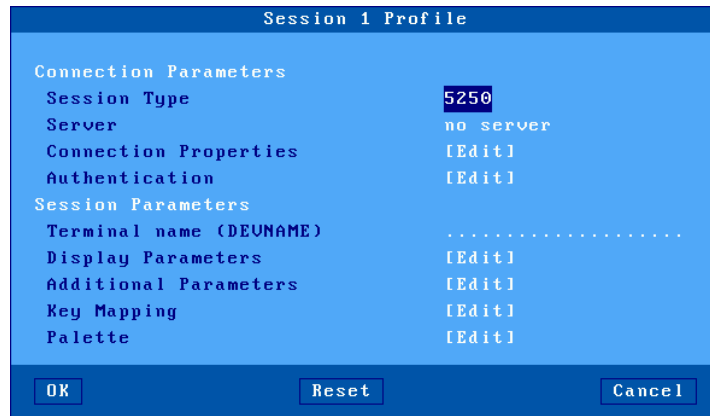 Session 1 Profile
Connection Parameters
Session Type 5250
Server no server
Connection Properties [Edit]
Authentication [Edit]
Session Parameters
Terminal name (DEVNAME) ....................
Display Parameters [Edit]
Additional Parameters [Edit]
Key Mapping [Edit]
Palette [Edit]
OK Reset Cancel